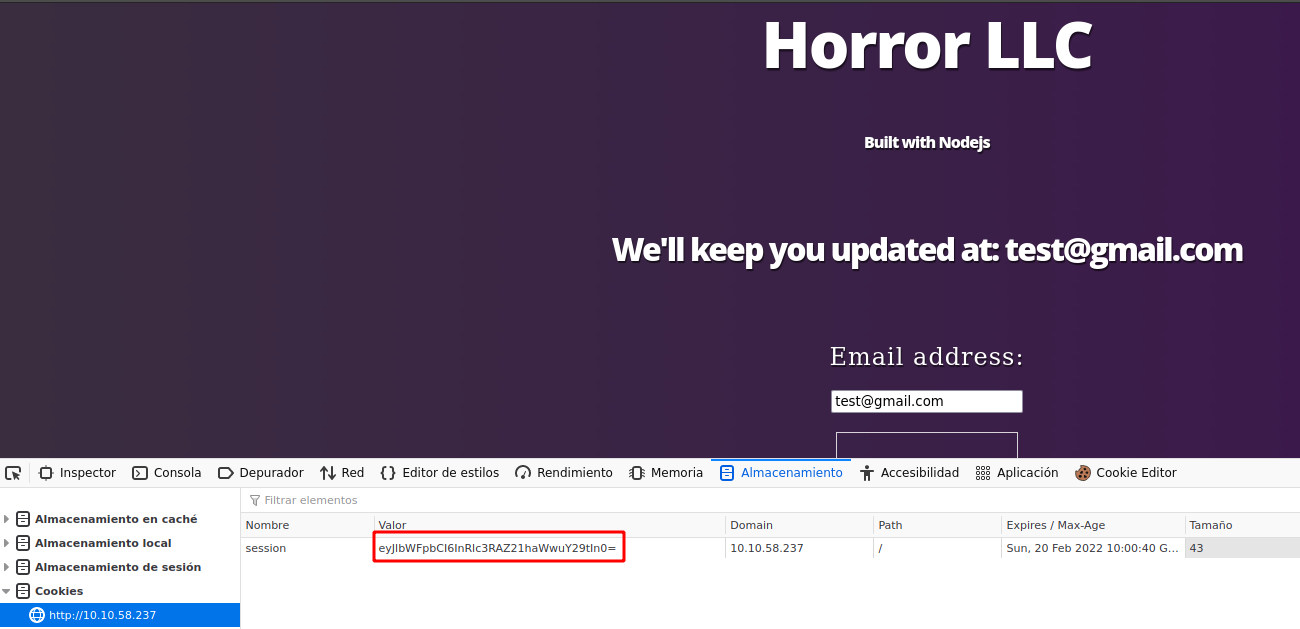 Horror LLC
Built with Nodejs
We'll keep you updated at: test@gmail.com
Email address:
test@gmail.com
Inspector Consola Depurador Red Editor de estilos Rendimiento Memoria Almacenamiento Accesibilidad Aplicación Cookie Editor
Almacenamiento en caché
Almacenamiento local
Almacenamiento de sesión
Cookies
http://10.10.58.237
Filtrar elementos
Nombre Valor Domain Path Expires / Max-Age Tamaño
session eyJlbWFpbCI6InRlc3RAZ21haWwuY29tIn0= 10.10.58.237 / Sun, 20 Feb 2022 10:00:40 G... 43